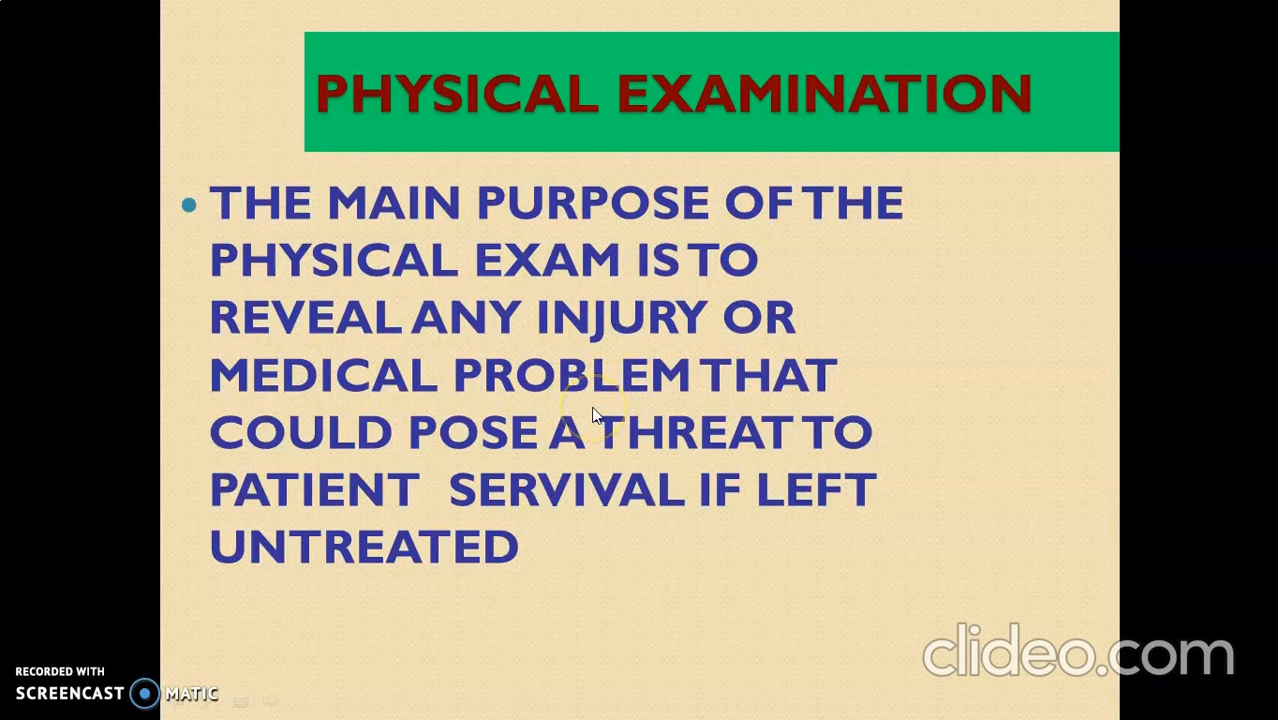 PHYSICAL EXAMINATION
• THE MAIN PURPOSE OF THE
PHYSICAL EXAM IS TO
REVEAL ANY INJURY OR
MEDICAL PROBLEM THAT
COULD POSE A THREAT TO
PATIENT SERVIVAL IF LEFT
UNTREATED
clideo.com
RECORDED WITH
SCREENCAST MATIC